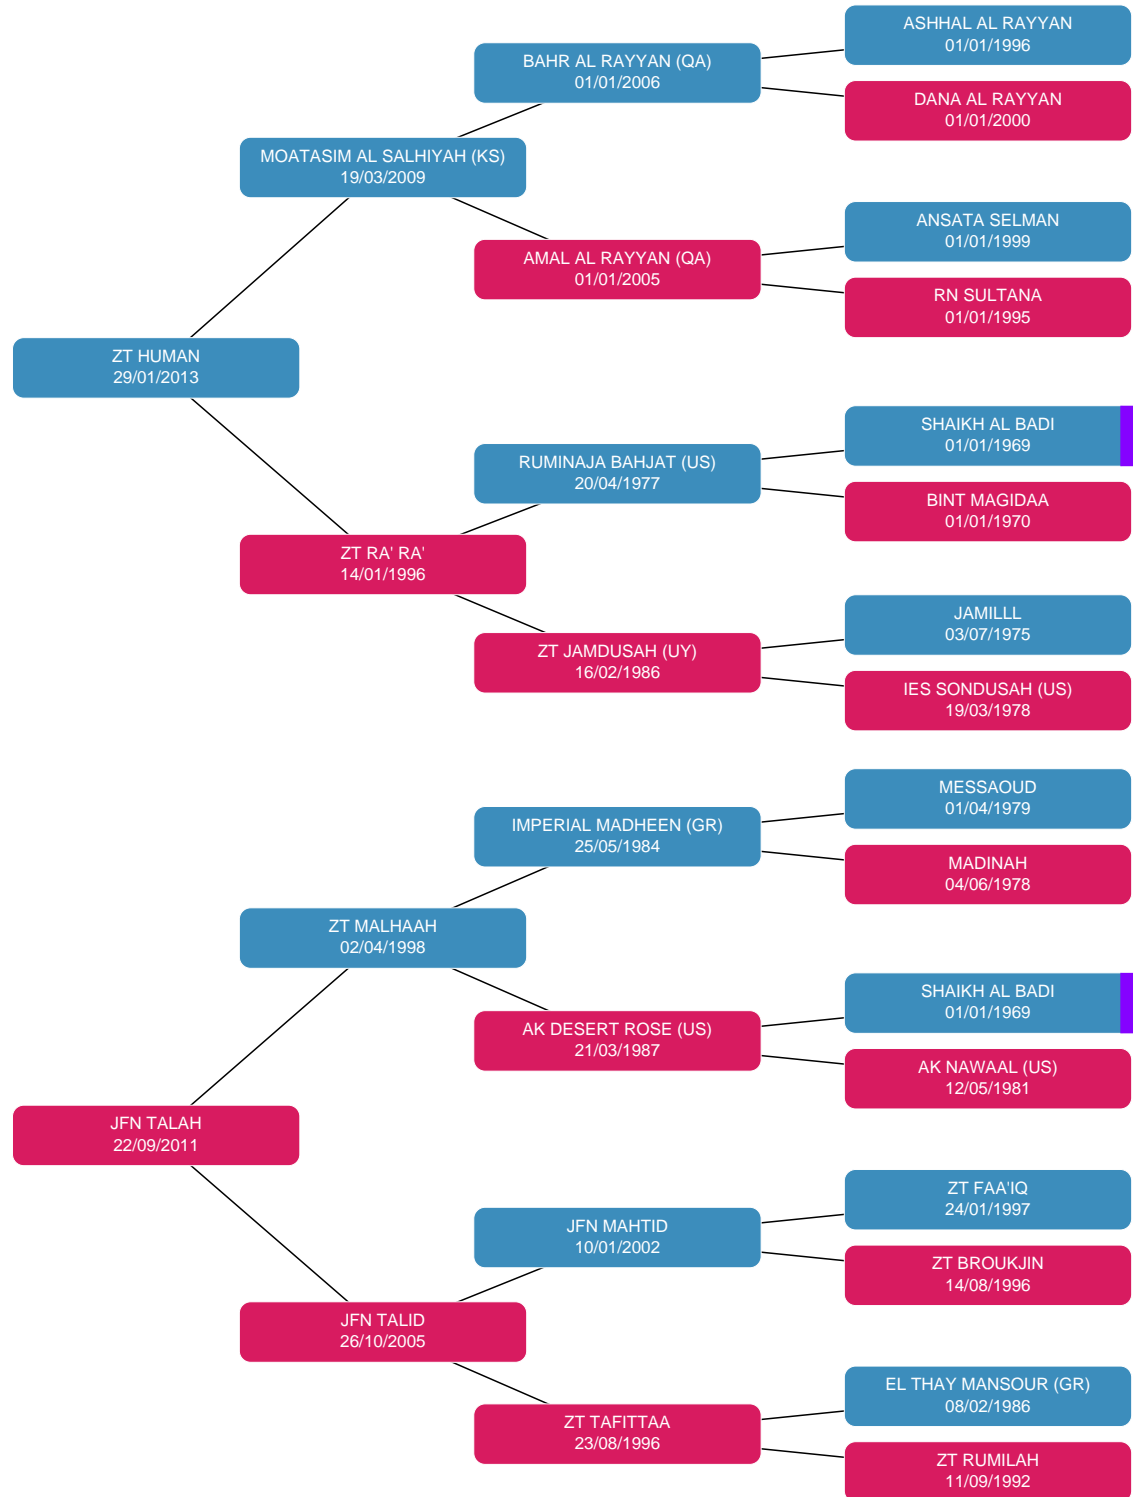 ASHHAL AL RAYYAN
01/01/1996
BAHR AL RAYYAN (QA)
01/01/2006
DANA AL RAYYAN
01/01/2000
MOATASIM AL SALHIYAH (KS)
19/03/2009
ANSATA SELMAN
01/01/1999
AMAL AL RAYYAN (QA)
01/01/2005
RN SULTANA
01/01/1995
ZT HUMAN
29/01/2013
SHAIKH AL BADI
01/01/1969
RUMINAJA BAHJAT (US)
20/04/1977
BINT MAGIDAA
01/01/1970
ZT RA' RA'
14/01/1996
JAMILLL
03/07/1975
ZT JAMDUSAH (UY)
16/02/1986
IES SONDUSAH (US)
19/03/1978
MESSAOUD
01/04/1979
IMPERIAL MADHEEN (GR)
25/05/1984
MADINAH
04/06/1978
ZT MALHAAH
02/04/1998
SHAIKH AL BADI
01/01/1969
AK DESERT ROSE (US)
21/03/1987
AK NAWAAL (US)
12/05/1981
JFN TALAH
22/09/2011
ZT FAA'IQ
24/01/1997
JFN MAHTID
10/01/2002
ZT BROUKJIN
14/08/1996
JFN TALID
26/10/2005
EL THAY MANSOUR (GR)
08/02/1986
ZT TAFITTAA
23/08/1996
ZT RUMILAH
11/09/1992